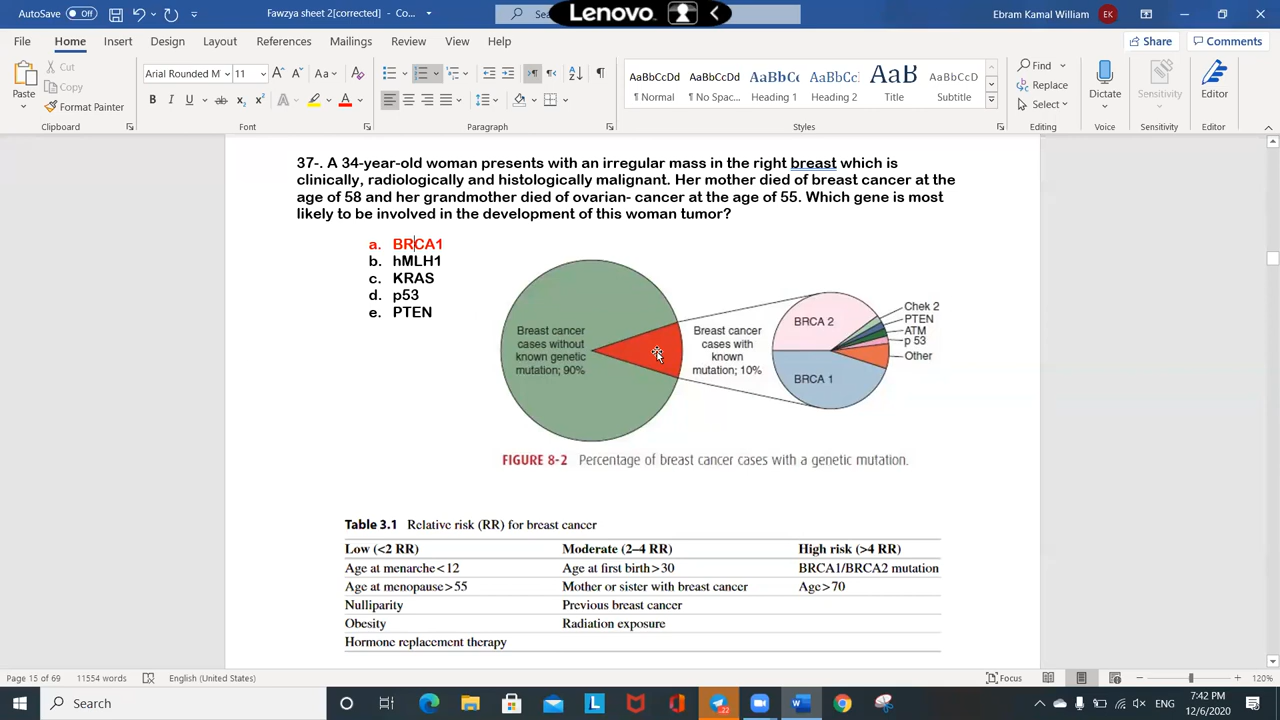 AutoSave Off Fawzya sheet 2[corrected] Lenovo Ebram Kamal William EK
File Home Insert Design Layout References Mailings Review View Help Share Comments
Paste Cut Copy Format Painter
Arial Rounded M 11
AaBbCcDd AaBbCcDd AaBbCc AaBbCcI AaB AaBbCcD
¶ Normal ¶ No Spac... Heading 1 Heading 2 Title Subtitle
Find Replace Select Dictate Sensitivity Editor
Clipboard Font Paragraph Styles Editing Voice Sensitivity Editor
37-. A 34-year-old woman presents with an irregular mass in the right breast which is
clinically, radiologically and histologically malignant. Her mother died of breast cancer at the
age of 58 and her grandmother died of ovarian- cancer at the age of 55. Which gene is most
likely to be involved in the development of this woman tumor?
a. BRCA1
b. hMLH1
c. KRAS
d. p53
e. PTEN
Breast cancer
cases without
known genetic
mutation; 90%
Breast cancer
cases with
known
mutation; 10%
BRCA 2
BRCA 1
Chek 2
PTEN
ATM
p 53
Other
FIGURE 8-2 Percentage of breast cancer cases with a genetic mutation.
Table 3.1 Relative risk (RR) for breast cancer
Low (<2 RR) Moderate (2–4 RR) High risk (>4 RR)
Age at menarche<12 Age at first birth>30 BRCA1/BRCA2 mutation
Age at menopause>55 Mother or sister with breast cancer Age>70
Nulliparity Previous breast cancer
Obesity Radiation exposure
Hormone replacement therapy
Page 15 of 69 11554 words English (United States) Focus 120%
Search 22 ENG 7:42 PM
12/6/2020